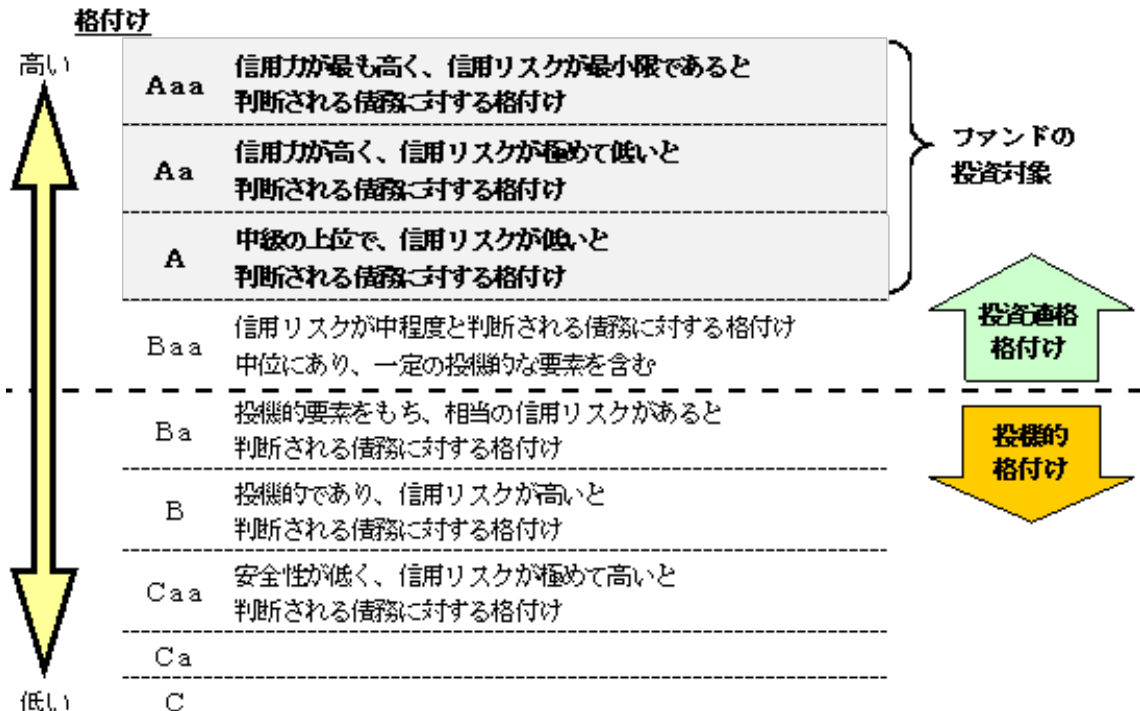 格付け
高い
Aaa
信用力が最も高く、信用リスクが最小限であると
判断される債務に対する格付け
Aa
信用力が高く、信用リスクが極めて低いと
判断される債務に対する格付け
A
中級の上位で、信用リスクが低いと
判断される債務に対する格付け
ファンドの
投資対象
Baa
信用リスクが中程度と判断される債務に対する格付け
中位にあり、一定の投機的な要素を含む
投資適格
格付け
Ba
投機的要素をもち、相当の信用リスクがあると
判断される債務に対する格付け
投機的
格付け
B
投機的であり、信用リスクが高いと
判断される債務に対する格付け
Caa
安全性が低く、信用リスクが極めて高いと
判断される債務に対する格付け
Ca
C
低い